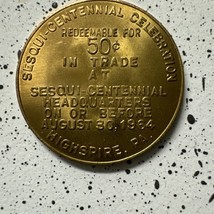 SESQUI-CENTENNIAL CELEBRATION
REDEEMABLE FOR
50¢
IN TRADE
AT
SESQUI-CENTENNIAL
HEADQUARTERS
ON OR BEFORE
AUGUST 30, 1964
HIGHSPIRE, PA.